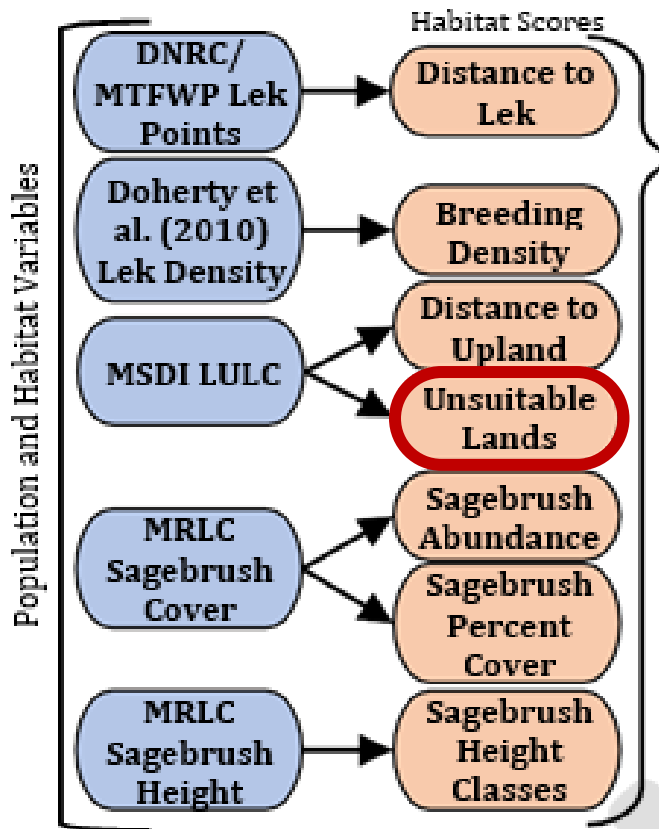 Habitat Scores
Population and Habitat Variables
DNRC/
MTFWP Lek
Points
Distance to
Lek
Doherty et
al. (2010)
Lek Density
Breeding
Density
MSDI LULC
Distance to
Upland
Unsuitable
Lands
MRLC
Sagebrush
Cover
Sagebrush
Abundance
Sagebrush
Percent
Cover
MRLC
Sagebrush
Height
Sagebrush
Height
Classes